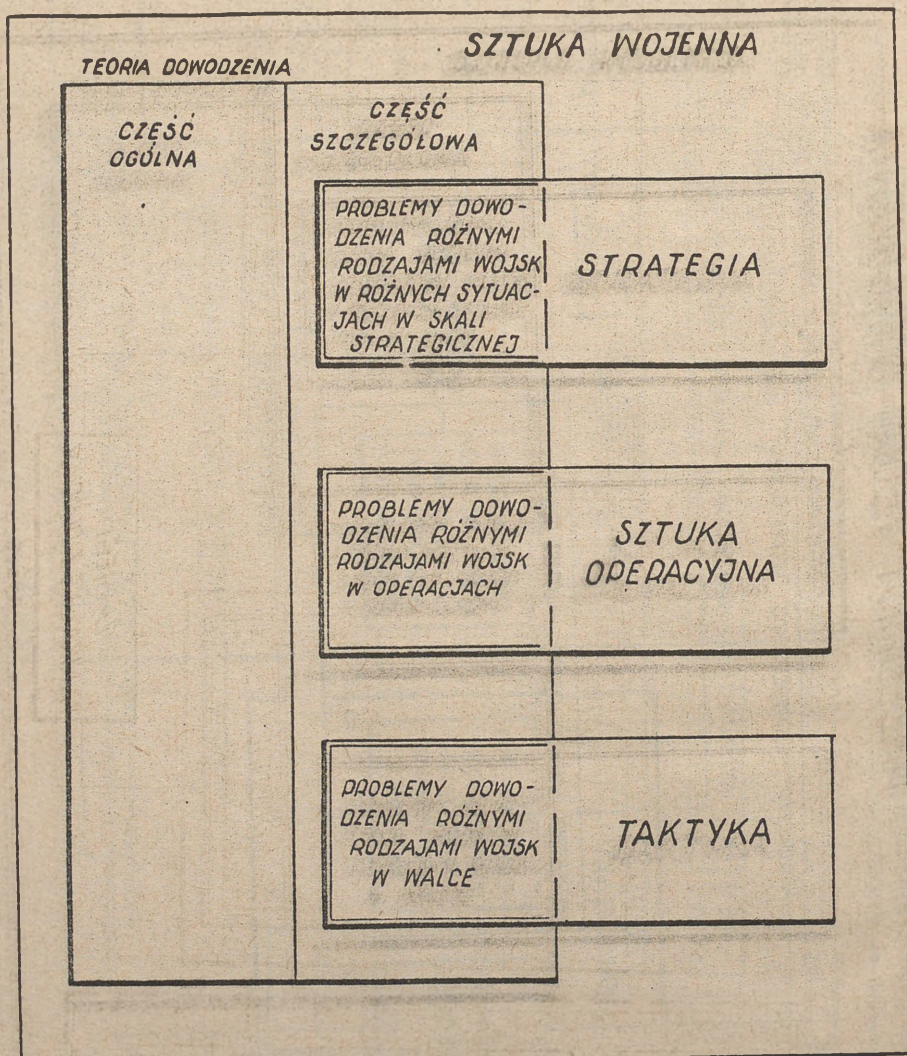 SZTUKA WOJENNA
TEORIA DOWODZENIA
CZĘŚĆ
OGÓLNA
CZĘŚĆ
SZCZEGÓŁOWA
PROBLEMY DOWO-
DZENIA RÓŻNYMI
RODZAJAMI WOJSK
W RÓŻNYCH SYTUAC-
JACH W SKALI
STRATEGICZNEJ
STRATEGIA
PROBLEMY DOWO-
DZENIA RÓŻNYMI
RODZAJAMI WOJSK
W OPERACJACH
SZTUKA
OPERACYJNA
PROBLEMY DOWO-
DZENIA RÓŻNYMI
RODZAJAMI WOJSK
W WALCE
TAKTYKA